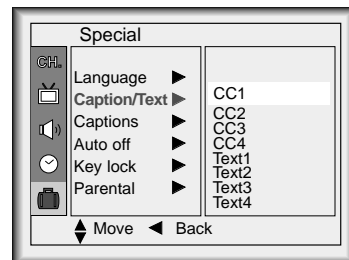 Special
CH.
Language
Caption/Text
Captions
Auto off
Key lock
Parental
CC1
CC2
CC3
CC4
Text1
Text2
Text3
Text4
Move Back